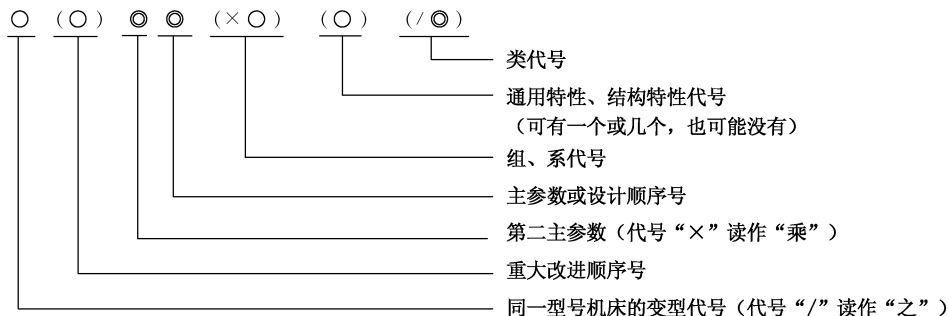 ○ (○) ◎ ◎ (×○) (○) (/◎)
类代号
通用特性、结构特性代号
（可有一个或几个，也可能没有）
组、系代号
主参数或设计顺序号
第二主参数（代号“×”读作“乘”）
重大改进顺序号
同一型号机床的变型代号（代号“/”读作“之”）